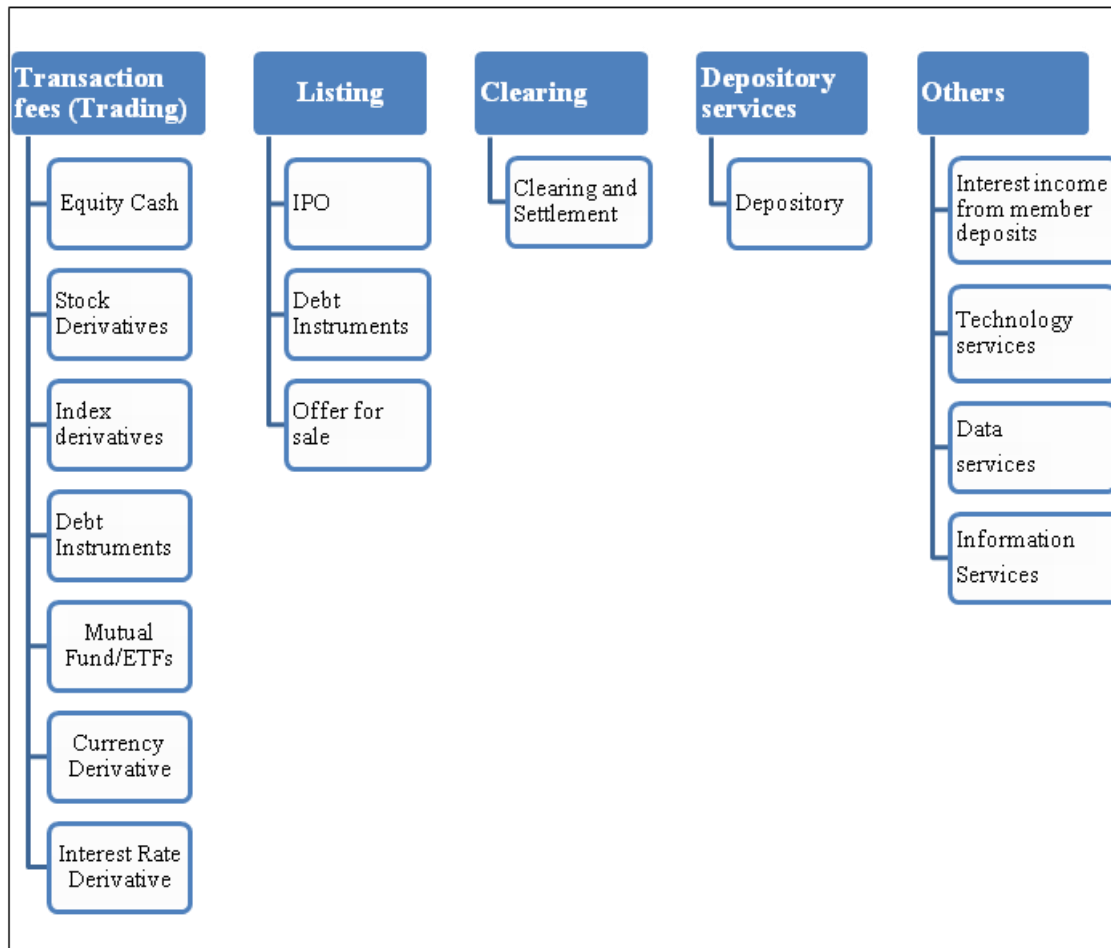 Transaction
fees (Trading)
Equity Cash
Stock
Derivatives
Index
derivatives
Debt
Instruments
Mutual
Fund/ETFs
Currency
Derivative
Interest Rate
Derivative
Listing
IPO
Debt
Instruments
Offer for
sale
Clearing
Clearing and
Settlement
Depository
services
Depository
Others
Interest income
from member
deposits
Technology
services
Data
services
Information
Services